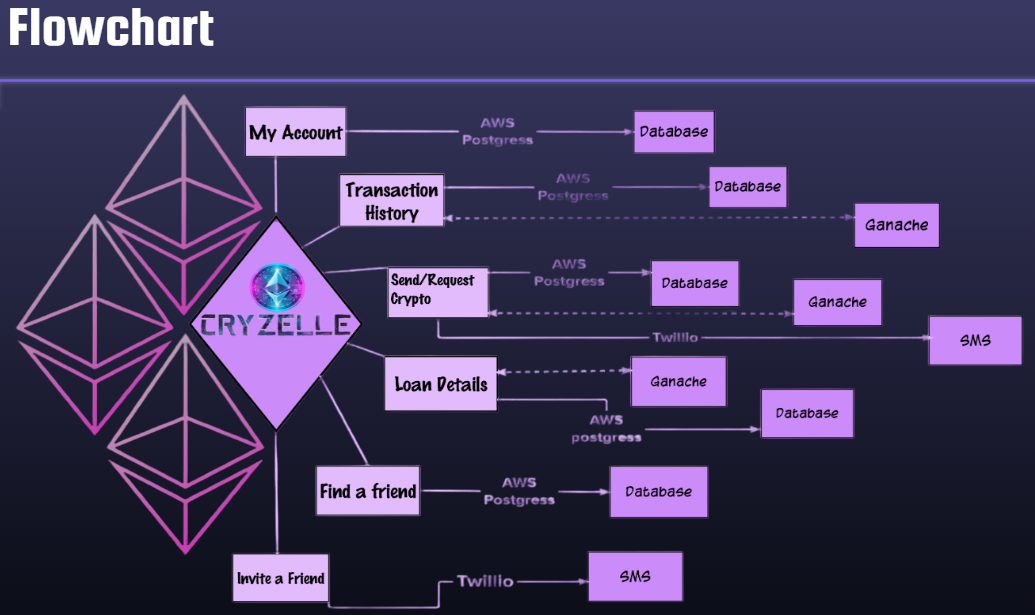 Flowchart
My Account
AWS
Postgress
Database
Transaction
History
AWS
Postgress
Database
Ganache
Send/Request
Crypto
AWS
Postgress
Database
Ganache
Twillio
SMS
CRYZELLE
Loan Details
Ganache
AWS
postgress
Database
Find a friend
AWS
Postgress
Database
Invite a Friend
Twillio
SMS